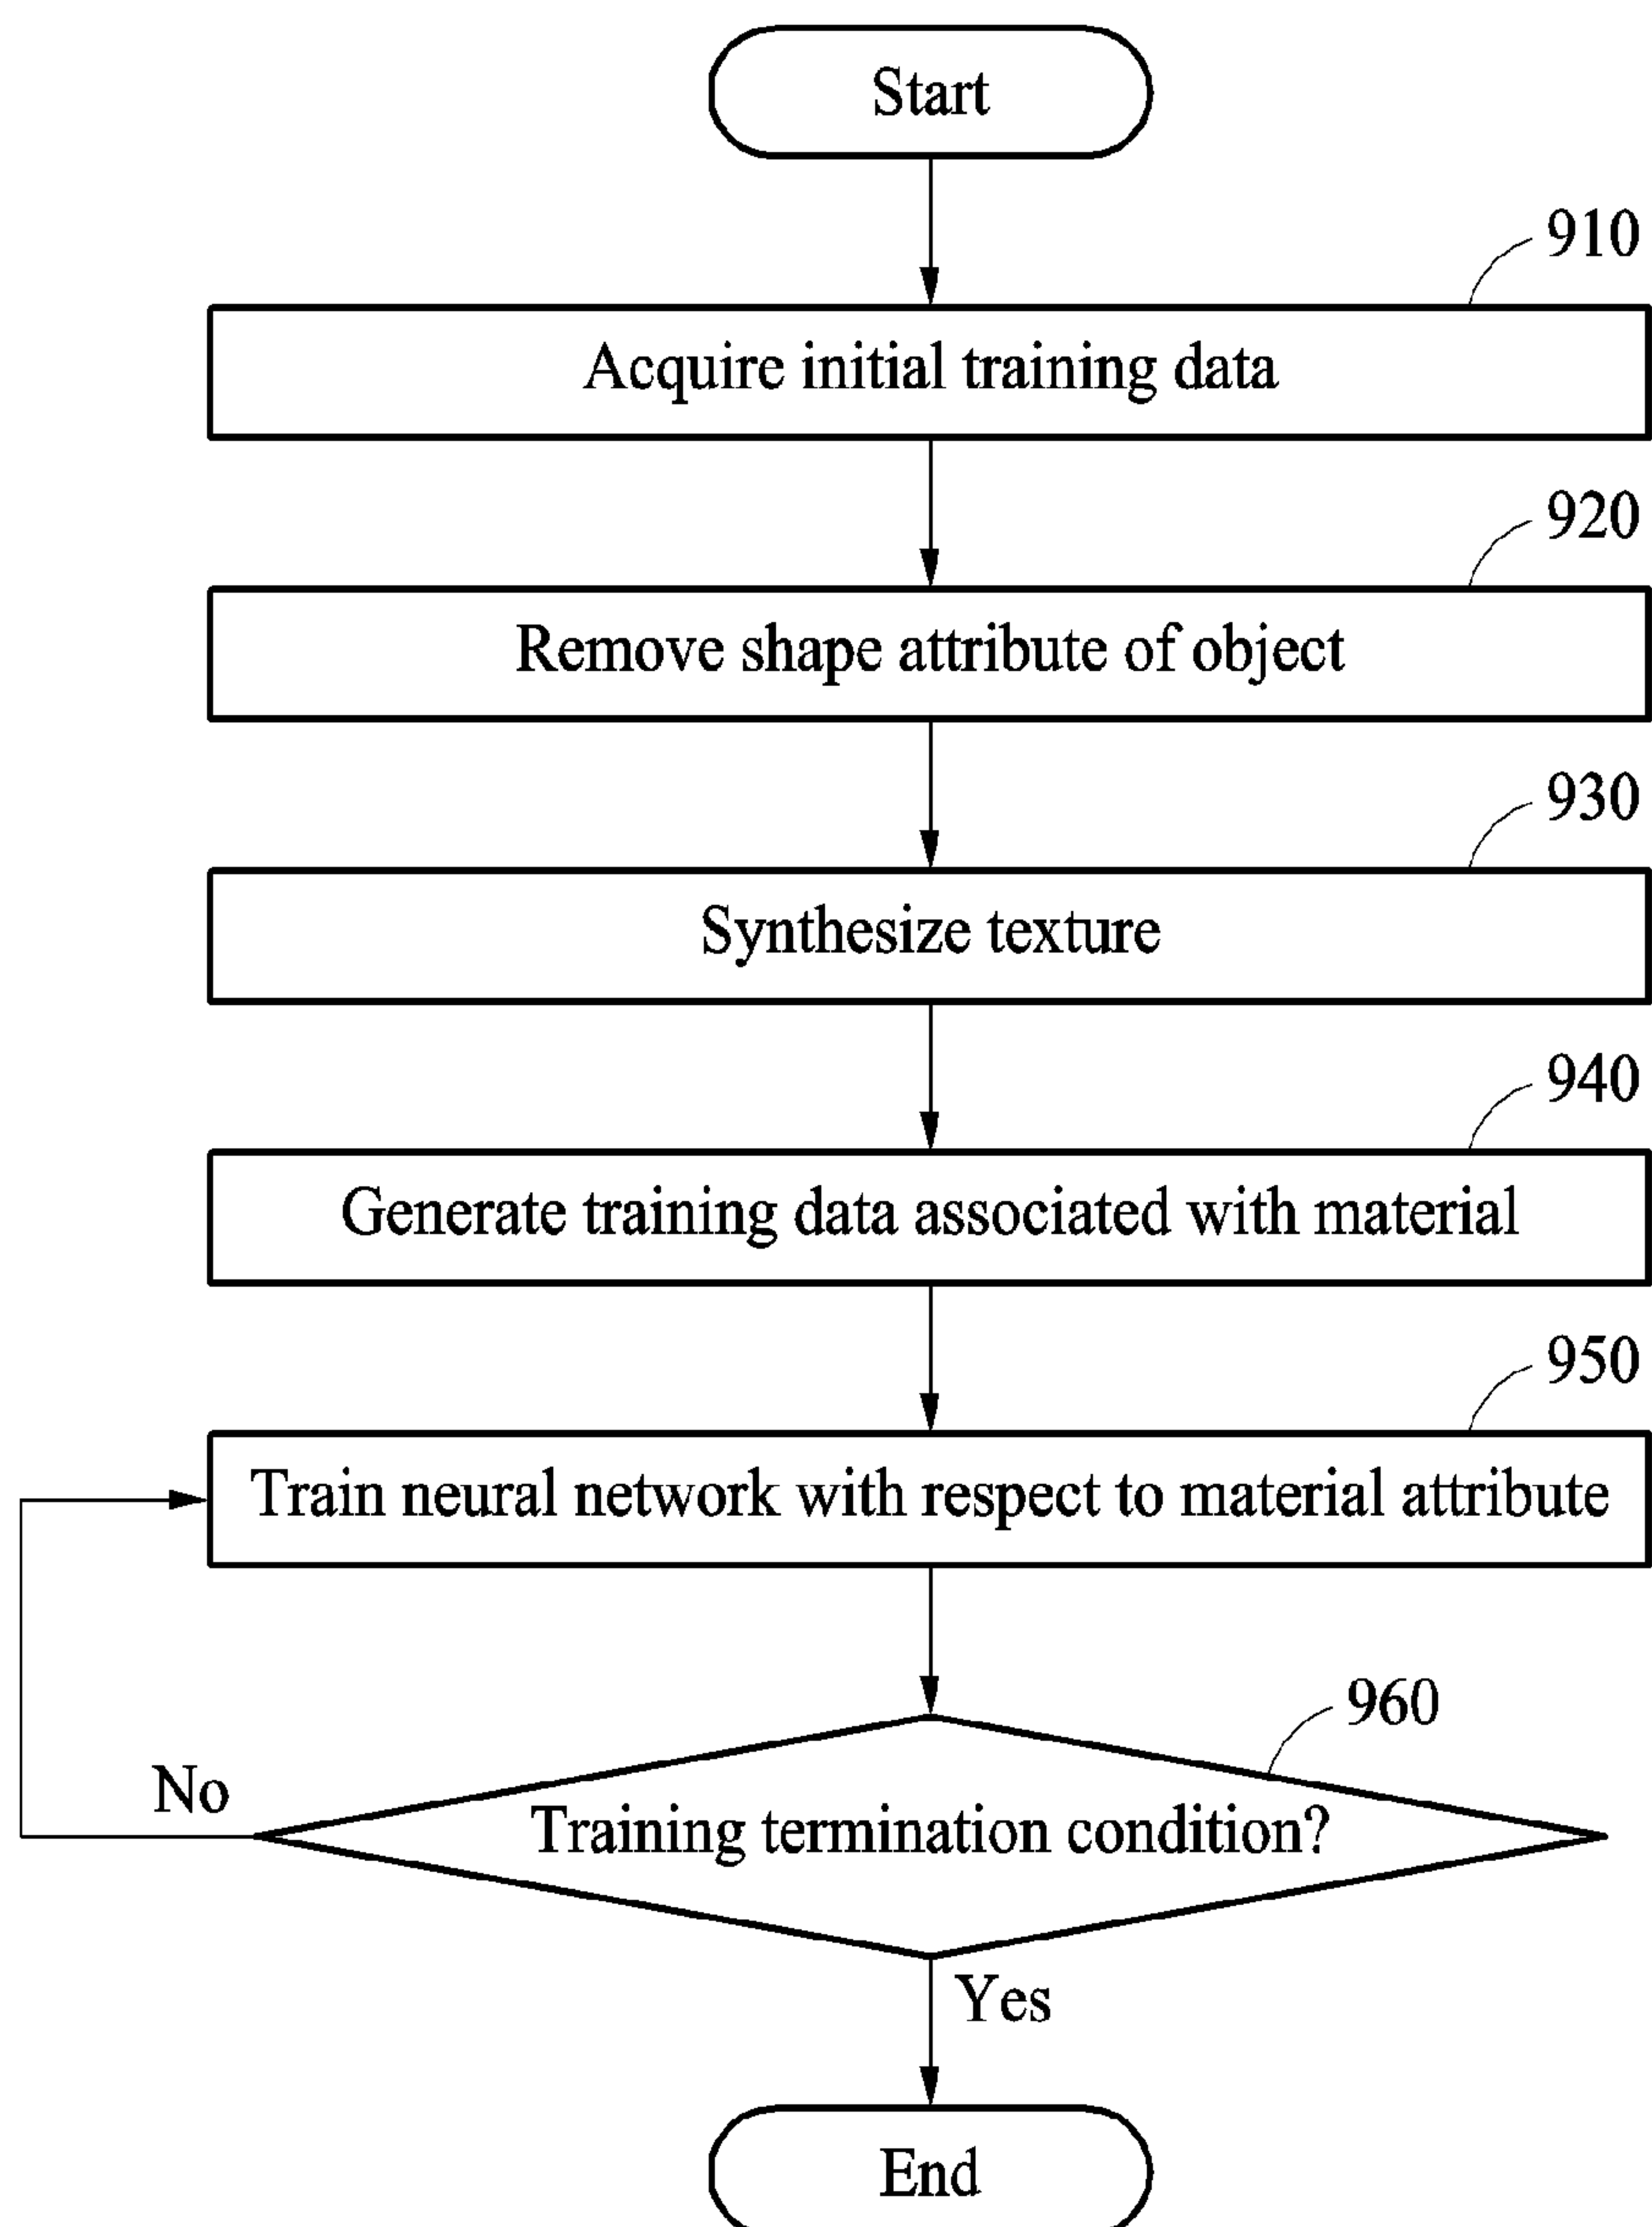 Start
910
Acquire initial training data
920
Remove shape attribute of object
930
Synthesize texture
940
Generate training data associated with material
950
Train neural network with respect to material attribute
960
No
Training termination condition?
Yes
End